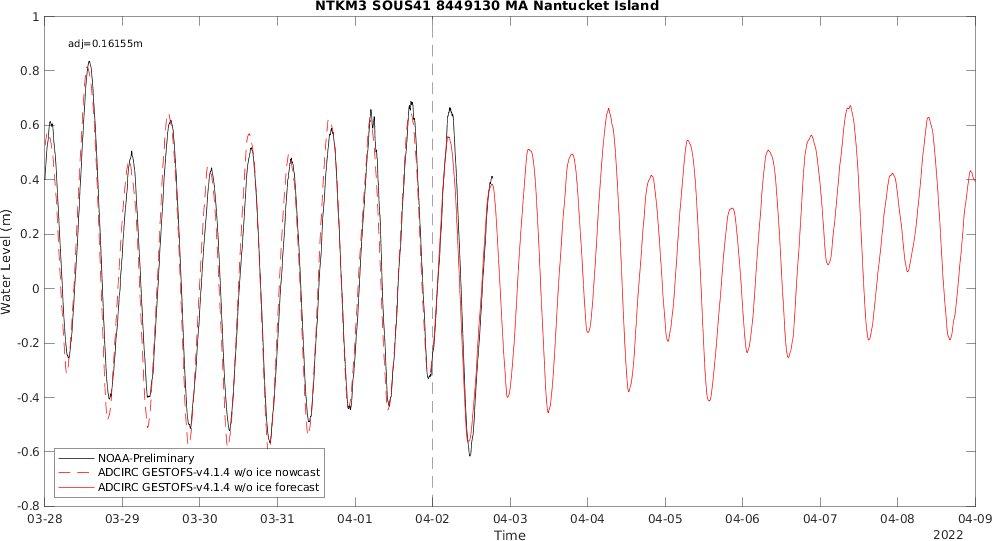 NTKM3 SOUS41 8449130 MA Nantucket Island
1
adj=0.16155m
0.8
0.6
0.4
0.2
0
-0.2
-0.4
-0.6
-0.8
Water Level (m)
NOAA-Preliminary
ADCIRC GESTOFS-v4.1.4 w/o ice nowcast
ADCIRC GESTOFS-v4.1.4 w/o ice forecast
03-28 03-29 03-30 03-31 04-01 04-02 04-03 04-04 04-05 04-06 04-07 04-08 04-09
Time
2022